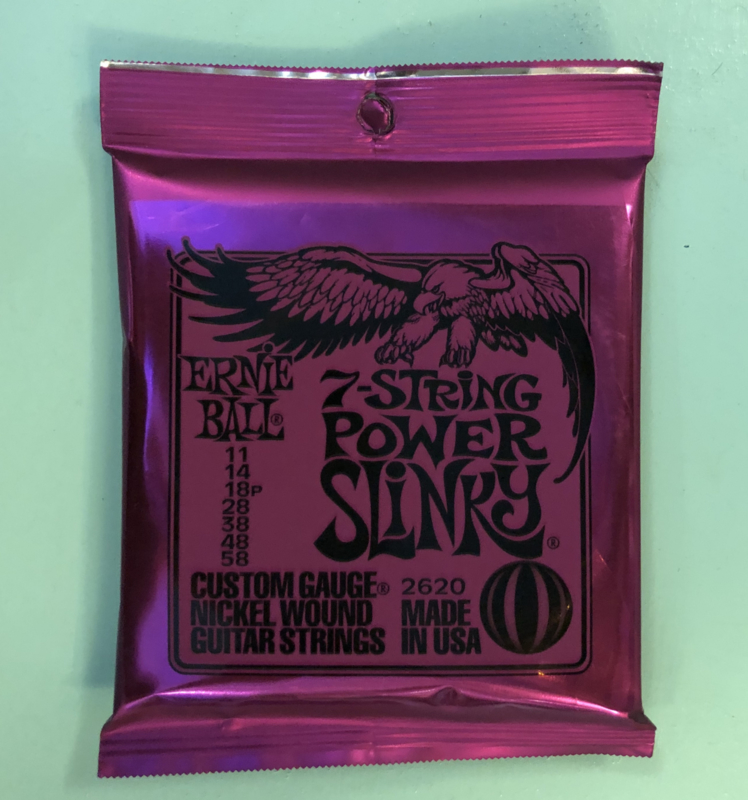 ERNiE
BALL®
7-STRiNG
POWER
SLiNKY®
11
14
18P
28
38
48
58
CUSTOM GAUGE®
NICKEL WOUND
GUITAR STRINGS
2620
MADE
IN USA